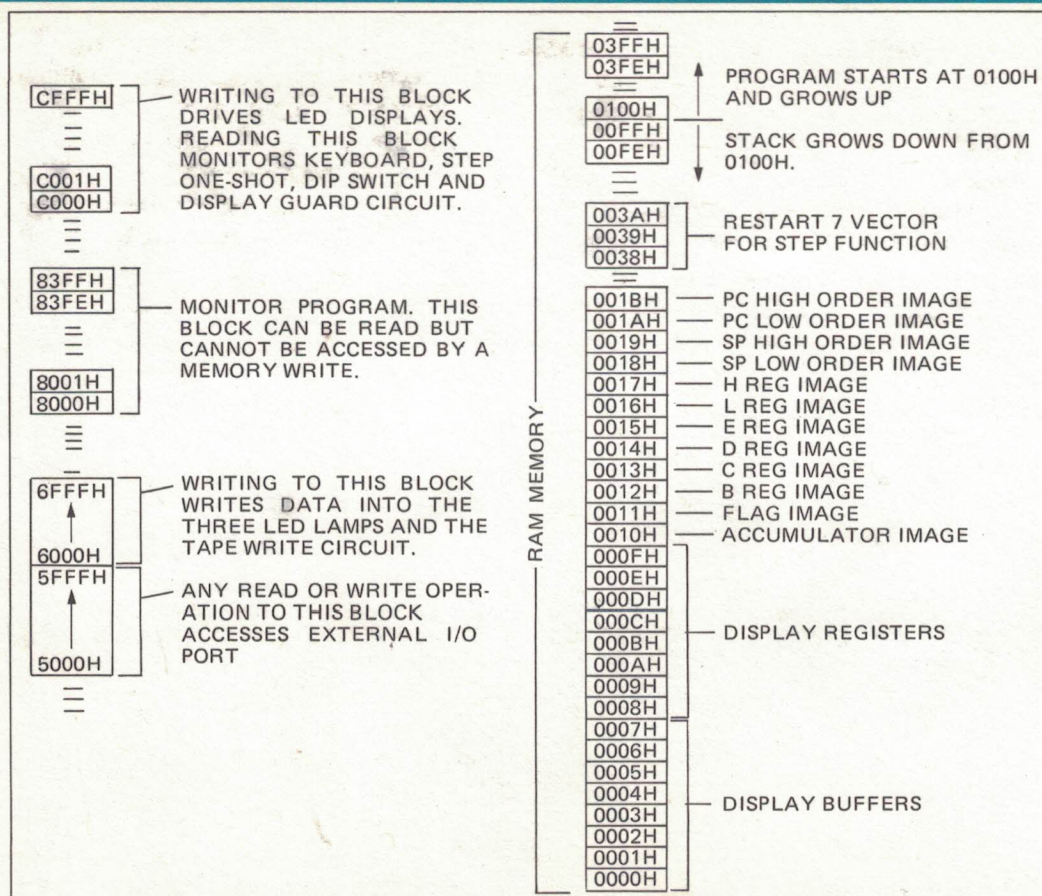 CFFFH
C001H
C000H
WRITING TO THIS BLOCK
DRIVES LED DISPLAYS.
READING THIS BLOCK
MONITORS KEYBOARD, STEP
ONE-SHOT, DIP SWITCH AND
DISPLAY GUARD CIRCUIT.
83FFH
83FEH
8001H
8000H
MONITOR PROGRAM. THIS
BLOCK CAN BE READ BUT
CANNOT BE ACCESSED BY A
MEMORY WRITE.
6FFFH
6000H
WRITING TO THIS BLOCK
WRITES DATA INTO THE
THREE LED LAMPS AND THE
TAPE WRITE CIRCUIT.
5FFFH
5000H
ANY READ OR WRITE OPER-
ATION TO THIS BLOCK
ACCESSES EXTERNAL I/O
PORT
RAM MEMORY
03FFH
03FEH
0100H
00FFH
00FEH
PROGRAM STARTS AT 0100H
AND GROWS UP
STACK GROWS DOWN FROM
0100H.
003AH
0039H
0038H
RESTART 7 VECTOR
FOR STEP FUNCTION
001BH PC HIGH ORDER IMAGE
001AH PC LOW ORDER IMAGE
0019H SP HIGH ORDER IMAGE
0018H SP LOW ORDER IMAGE
0017H H REG IMAGE
0016H L REG IMAGE
0015H E REG IMAGE
0014H D REG IMAGE
0013H C REG IMAGE
0012H B REG IMAGE
0011H FLAG IMAGE
0010H ACCUMULATOR IMAGE
000FH
000EH
000DH
000CH
000BH
000AH
0009H
0008H
DISPLAY REGISTERS
0007H
0006H
0005H
0004H
0003H
0002H
0001H
0000H
DISPLAY BUFFERS